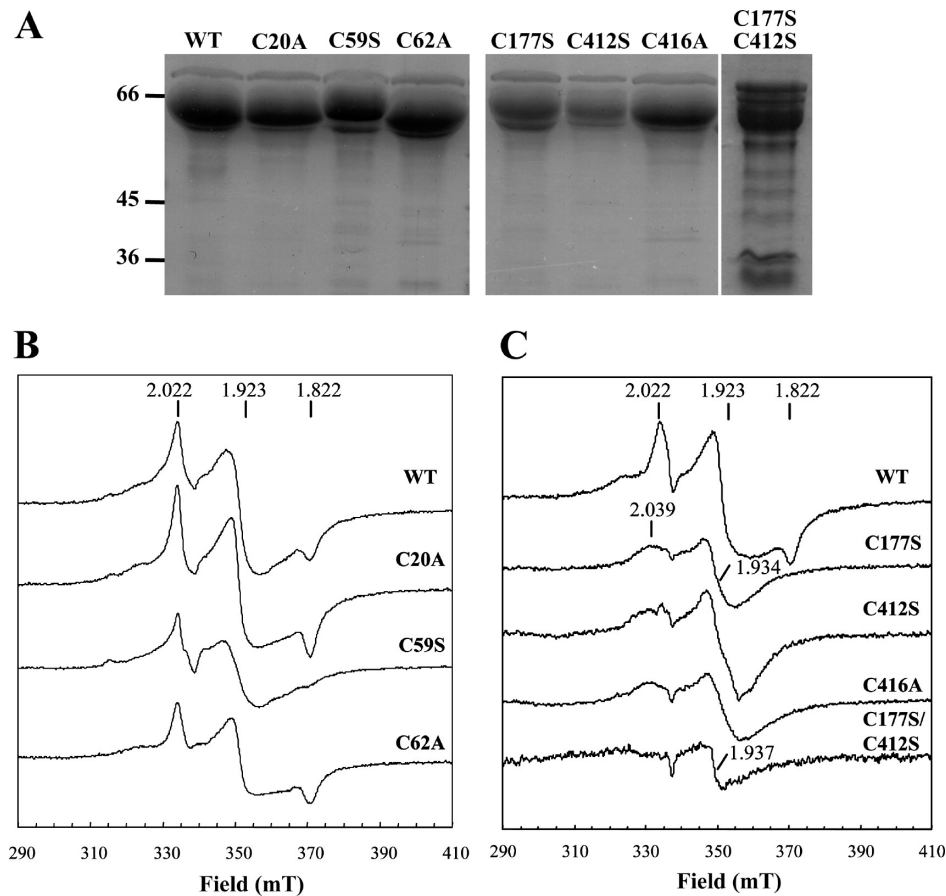 A
WT C20A C59S C62A C177S C412S C416A C177S C412S
66
45
36
B
2.022 1.923 1.822
WT
C20A
C59S
C62A
290 310 330 350 370 390 410
Field (mT)
C
2.022 1.923 1.822
WT
2.039
C177S
1.934
C412S
C416A
C177S/
C412S
1.937
290 310 330 350 370 390 410
Field (mT)